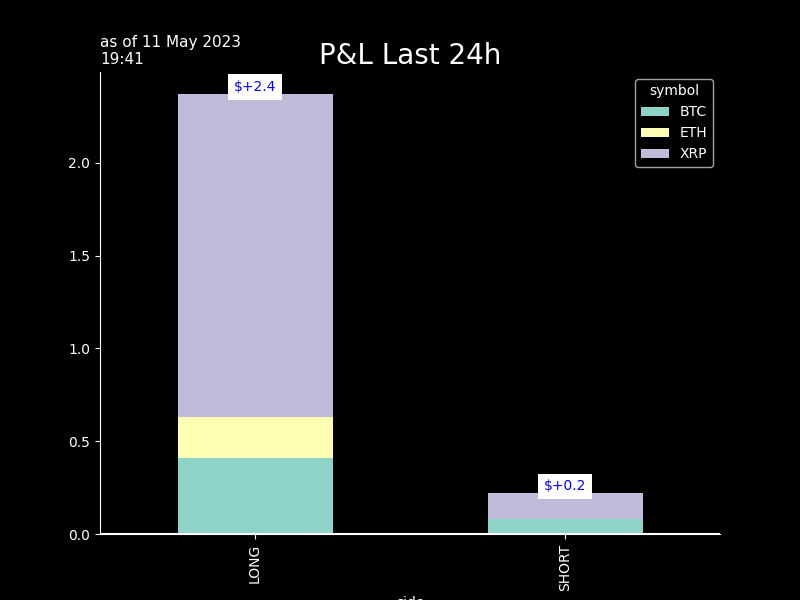 as of 11 May 2023
19:41
P&L Last 24h
$+2.4
symbol
BTC
ETH
XRP
2.0
1.5
1.0
0.5
0.0
$+0.2
LONG
SHORT